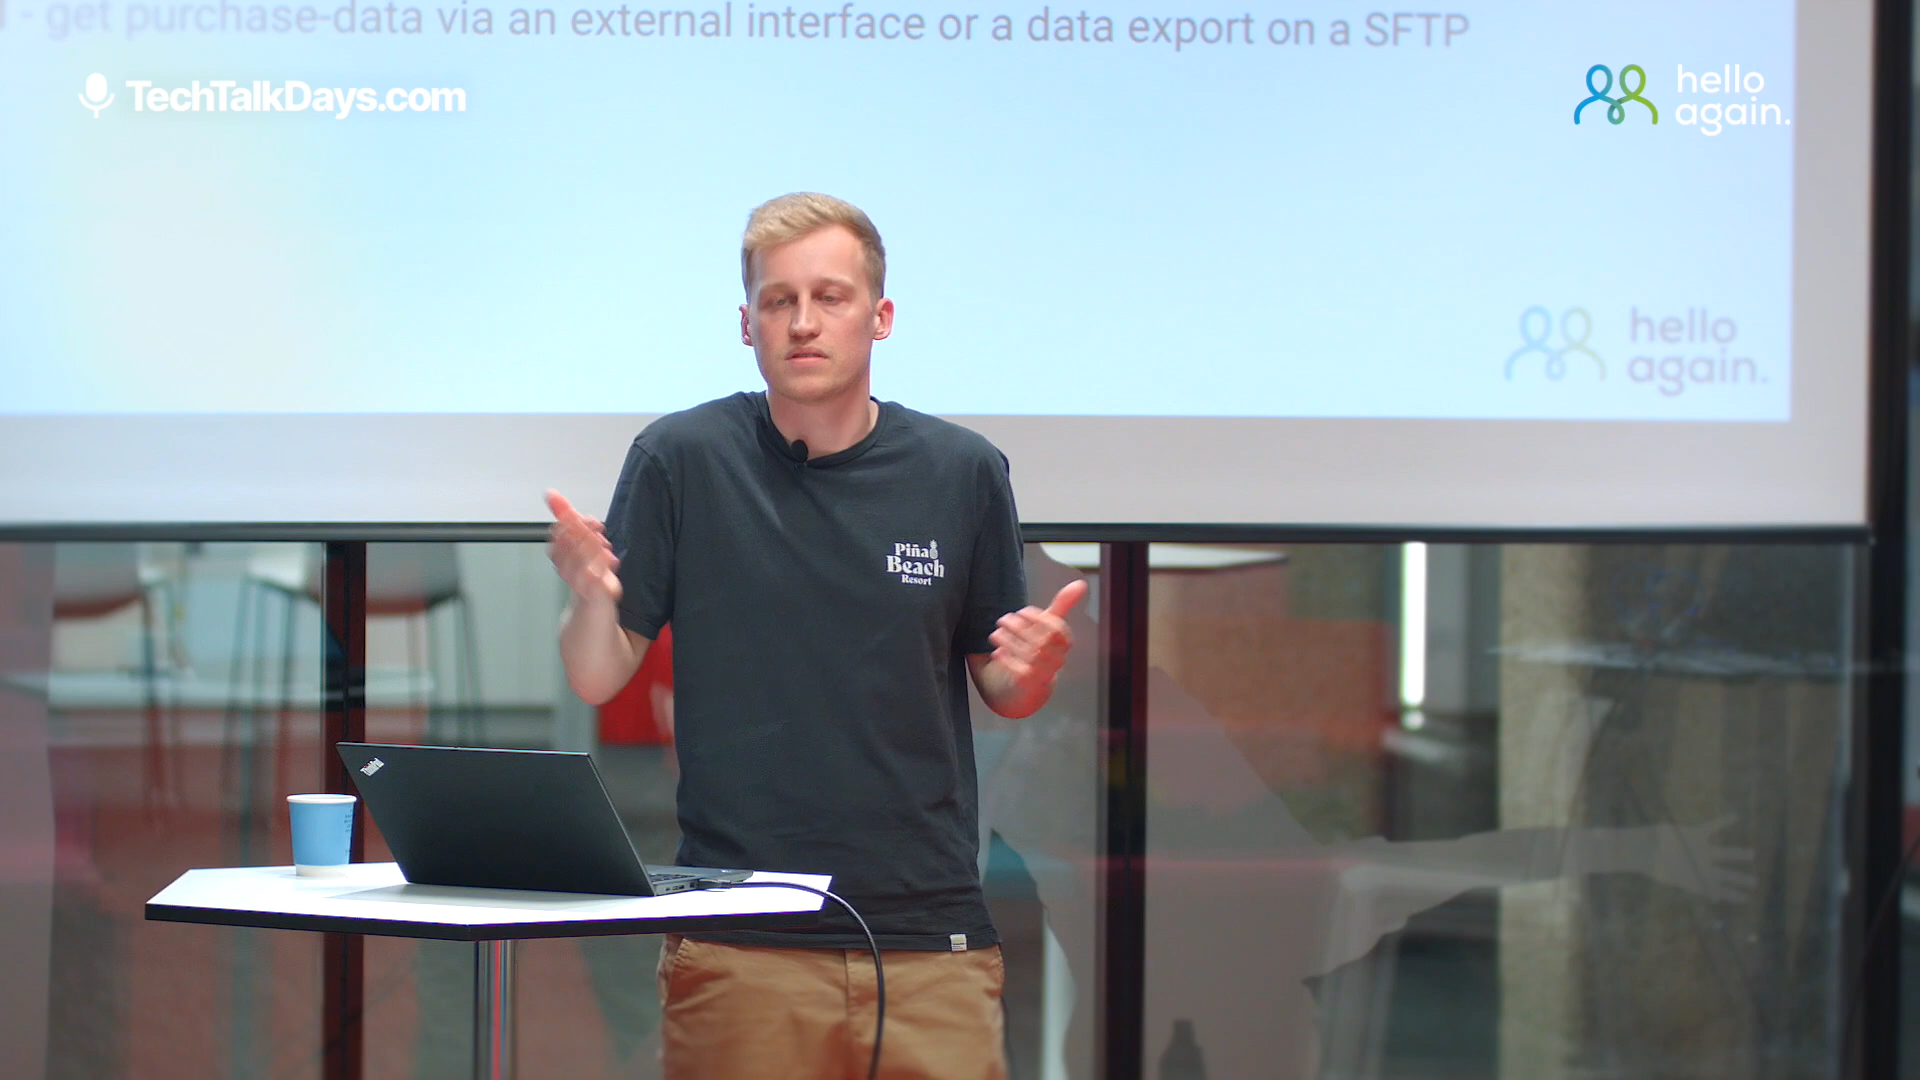 - get purchase-data via an external interface or a data export on a SFTP
TechTalkDays.com
hello
again.
hello
again.
Piña
Beach
Resort
ThinkPad